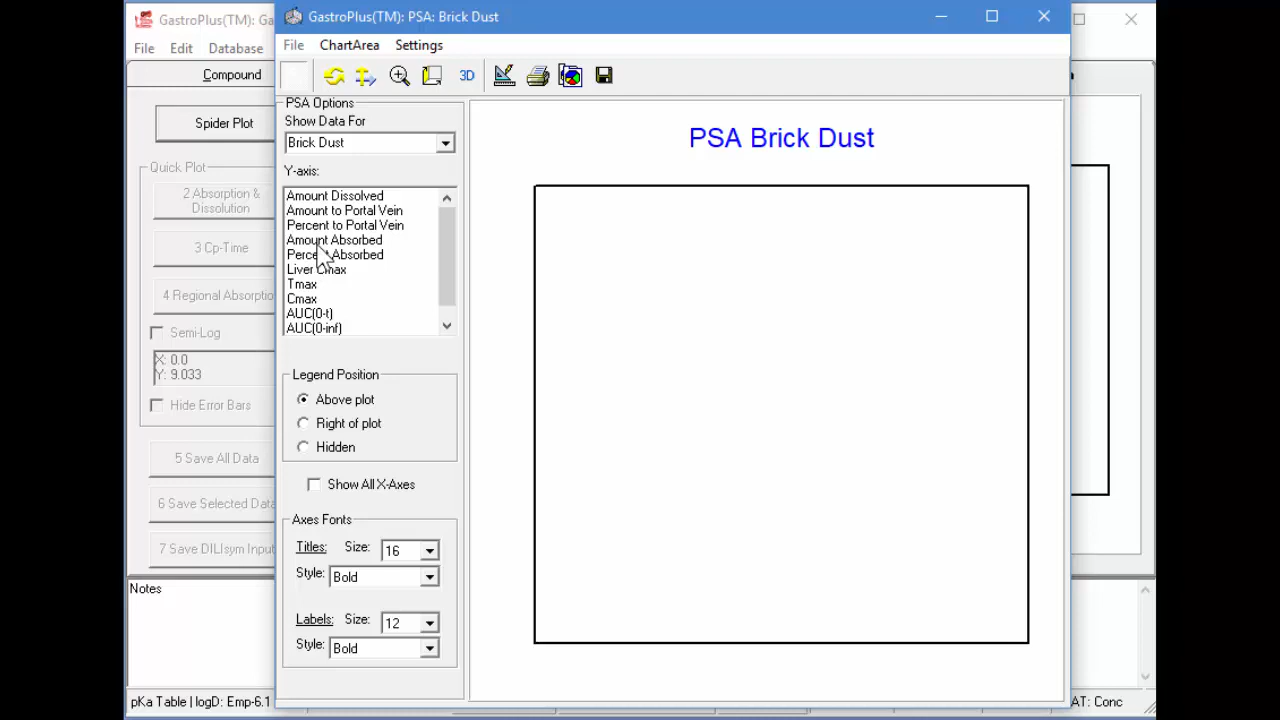 GastroPlus(TM): Ga
GastroPlus(TM): PSA: Brick Dust
File Edit Database
File ChartArea Settings
Compound
3D
PSA Options
Show Data For
Brick Dust
Y-axis:
Amount Dissolved
Amount to Portal Vein
Percent to Portal Vein
Amount Absorbed
Percent Absorbed
Liver Cmax
Tmax
Cmax
AUC(0-t)
AUC(0-inf)
Legend Position
Above plot
Right of plot
Hidden
Show All X-Axes
Axes Fonts
Titles: Size: 16
Style: Bold
Labels: Size: 12
Style: Bold
PSA Brick Dust
Spider Plot
Quick Plot
2 Absorption &
Dissolution
3 Cp-Time
4 Regional Absorptio
Semi-Log
X: 0.0
Y: 9.033
Hide Error Bars
5 Save All Data
6 Save Selected Data
7 Save DILIsym Input
Notes
pKa Table | logD: Emp-6.1
AT: Conc